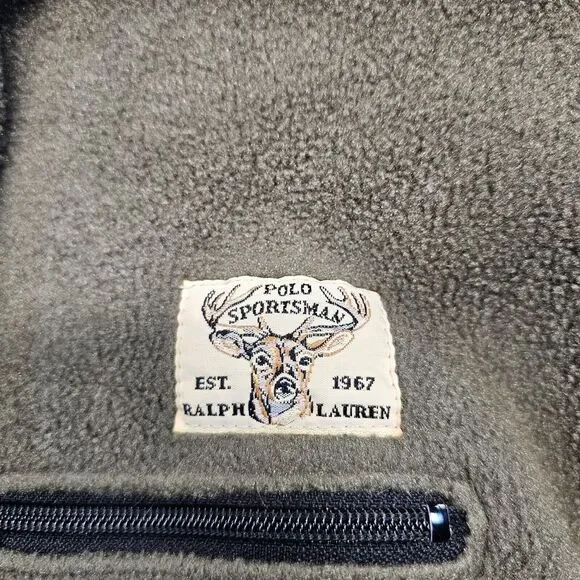 POLO
SPORTSMAN
EST. 1967
RALPH LAUREN